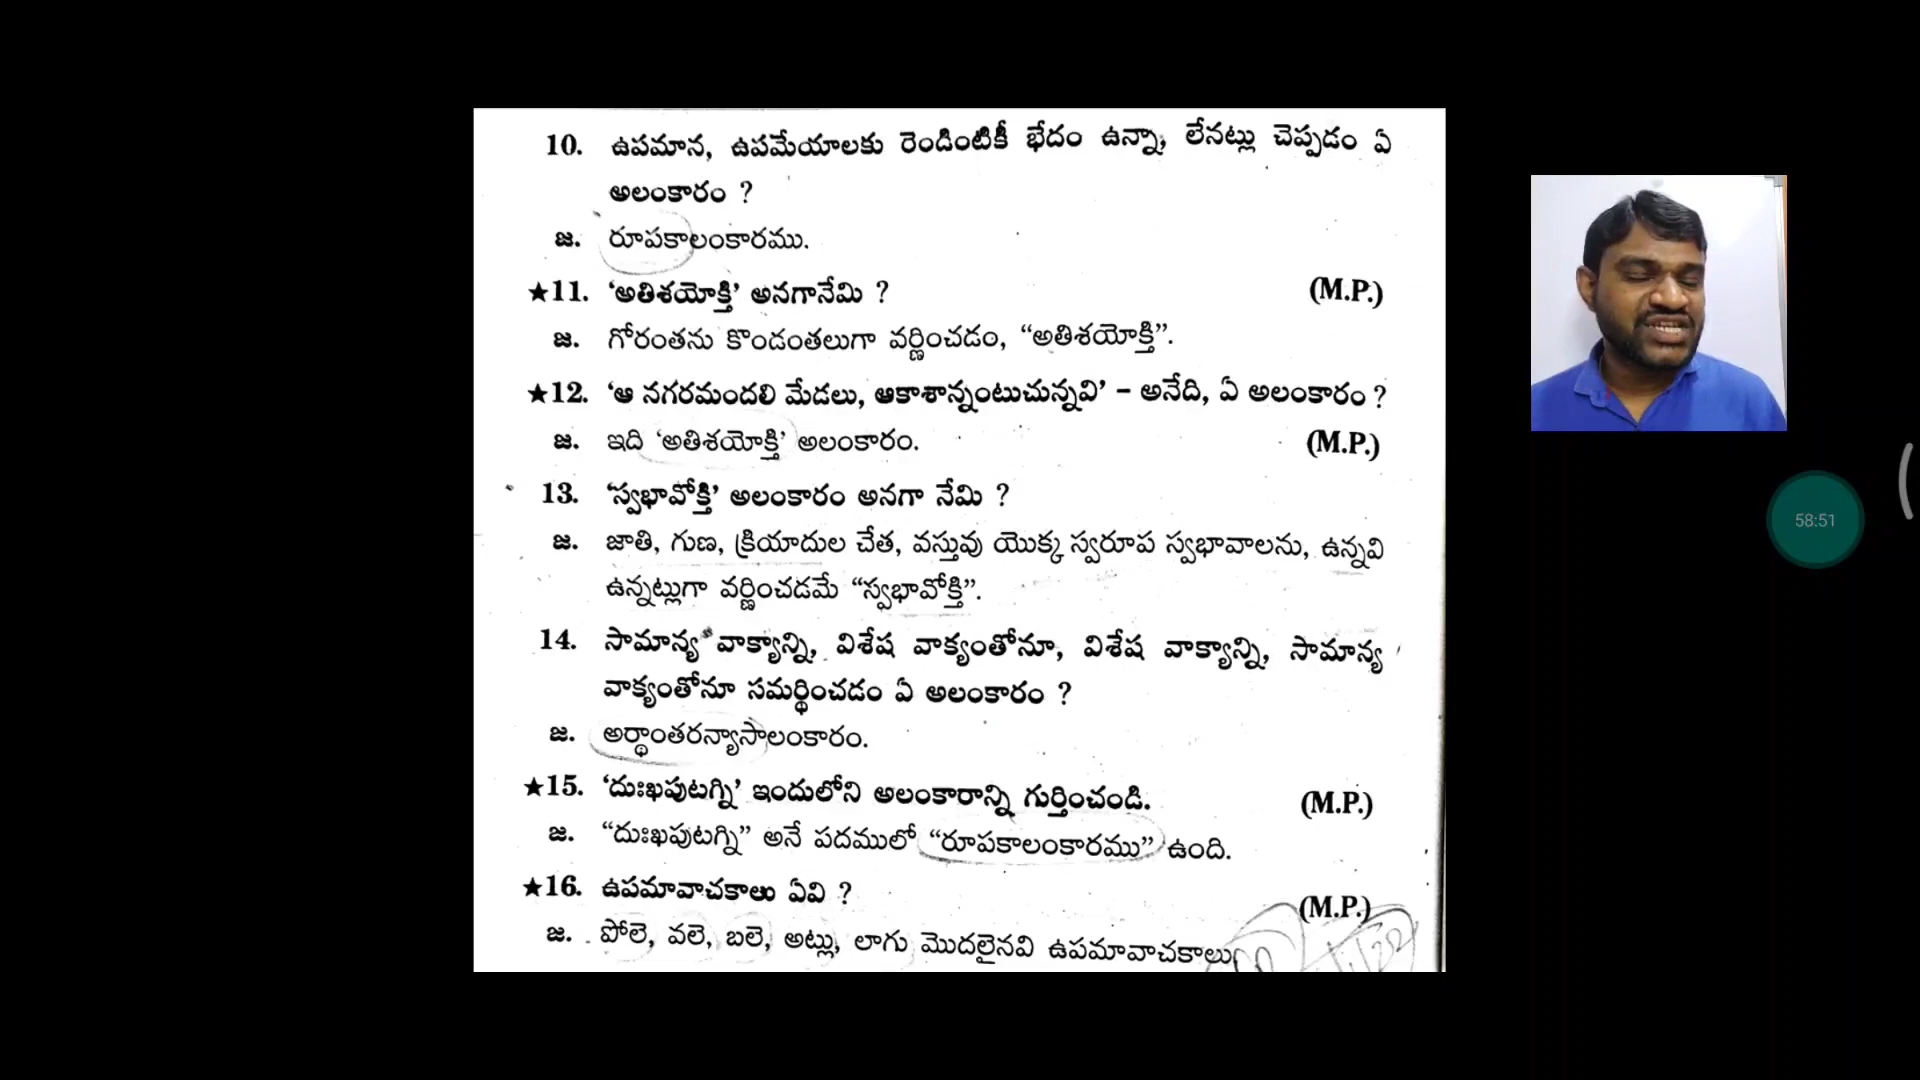 10. ఉపమాన, ఉపమేయాలకు రెండింటికీ భేదం ఉన్నా, లేనట్లు చెప్పడం ఏ
అలంకారం ?
జ. రూపకాలంకారము.
★11. ‘అతిశయోక్తి’ అనగానేమి ? (M.P.)
జ. గోరంతను కొండంతలుగా వర్ణించడం, “అతిశయోక్తి”.
★12. ‘ఆ నగరమందలి మేడలు, ఆకాశాన్నంటుచున్నవి’ – అనేది, ఏ అలంకారం ?
జ. ఇది ‘అతిశయోక్తి’ అలంకారం. (M.P.)
13. ‘స్వభావోక్తి’ అలంకారం అనగా నేమి ?
జ. జాతి, గుణ, క్రియాదుల చేత, వస్తువు యొక్క స్వరూప స్వభావాలను, ఉన్నవి
ఉన్నట్లుగా వర్ణించడమే “స్వభావోక్తి”.
14. సామాన్య వాక్యాన్ని, విశేష వాక్యంతోనూ, విశేష వాక్యాన్ని, సామాన్య
వాక్యంతోనూ సమర్థించడం ఏ అలంకారం ?
జ. అర్థాంతరన్యాసాలంకారం.
★15. ‘దుఃఖపుటగ్ని’ ఇందులోని అలంకారాన్ని గుర్తించండి. (M.P.)
జ. “దుఃఖపుటగ్ని” అనే పదములో “రూపకాలంకారము” ఉంది.
★16. ఉపమావాచకాలు ఏవి ? (M.P.)
జ. పోలె, వలె, బలె, అట్లు, లాగు మొదలైనవి ఉపమావాచకాలు
58:51